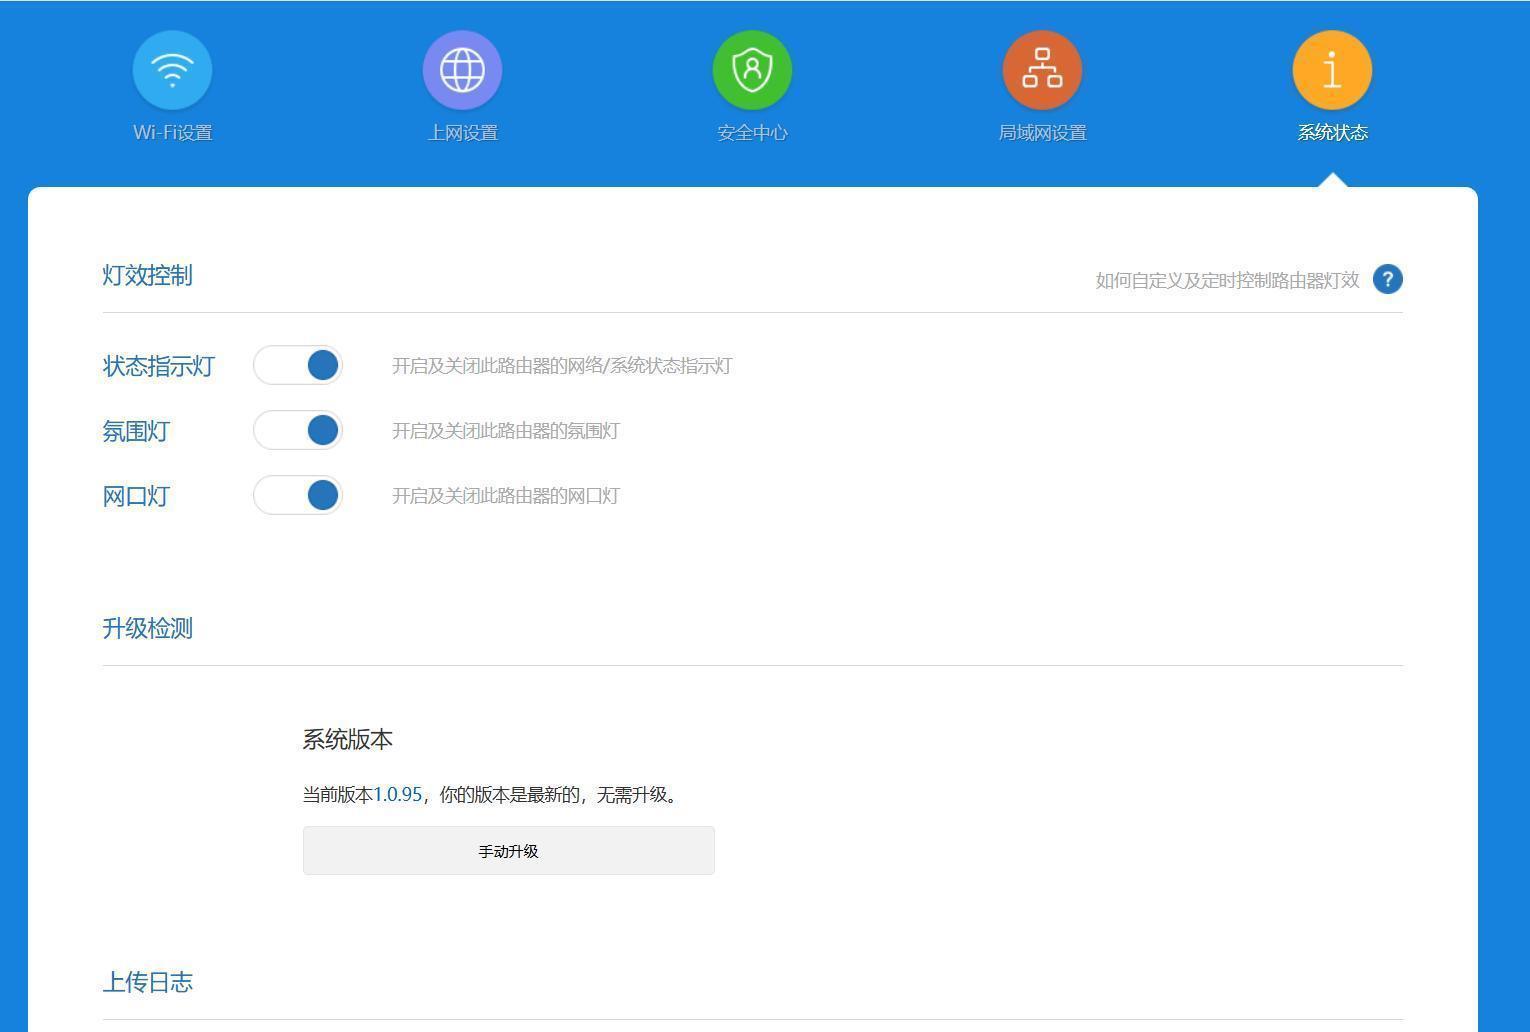 Wi-Fi设置
上网设置
安全中心
局域网设置
系统状态
灯效控制
如何自定义及定时控制路由器灯效 ?
状态指示灯
开启及关闭此路由器的网络/系统状态指示灯
氛围灯
开启及关闭此路由器的氛围灯
网口灯
开启及关闭此路由器的网口灯
升级检测
系统版本
当前版本1.0.95，你的版本是最新的，无需升级。
手动升级
上传日志